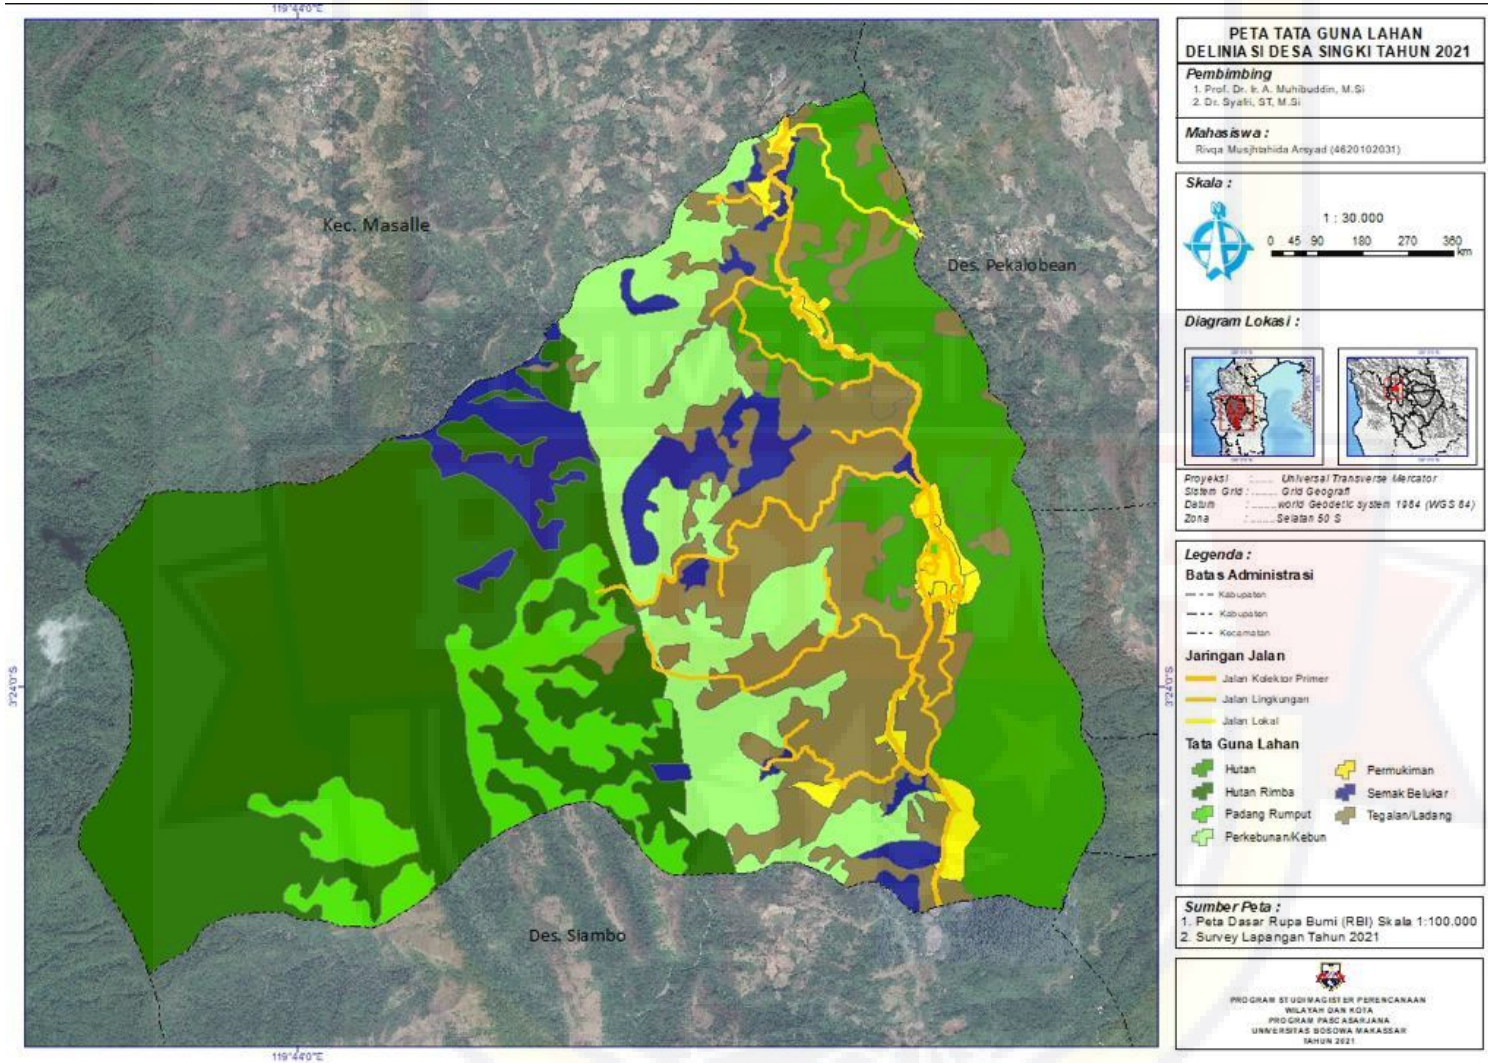 119°44'0"E
PETA TATA GUNA LAHAN
DELINIASI DESA SINGKI TAHUN 2021
Pembimbing
1. Prof. Dr. Ir. A. Muhibuddin, M.Si
2. Dr. Syafri, ST, M.Si
Mahasiswa :
Rivqa Musjhtahida Arsyad (4620102031)
Skala :
1 : 30.000
0 45 90 180 270 360
km
Kec. Masalle
Des. Pekalobean
Des. Siambo
Diagram Lokasi :
Proyeksi : ...... Universal Transverse Mercator
Sistem Grid : ....... Grid Geografi
Datum : ...... world Geodetic system 1984 (WGS 84)
Zona : ...... Selatan 50 S
Legenda :
Batas Administrasi
Kabupaten
Kabupaten
Kecamatan
Jaringan Jalan
Jalan Kolektor Primer
Jalan Lingkungan
Jalan Lokal
Tata Guna Lahan
Hutan
Hutan Rimba
Padang Rumput
Perkebunan/Kebun
Permukiman
Semak Belukar
Tegalan/Ladang
3°24'0"S
3°24'0"S
Sumber Peta :
1. Peta Dasar Rupa Bumi (RBI) Skala 1:100.000
2. Survey Lapangan Tahun 2021
PROGRAM STUDI MAGISTER PERENCANAAN
WILAYAH DAN KOTA
PROGRAM PASCASARJANA
UNIVERSITAS BOSOWA MAKASSAR
TAHUN 2021
119°44'0"E